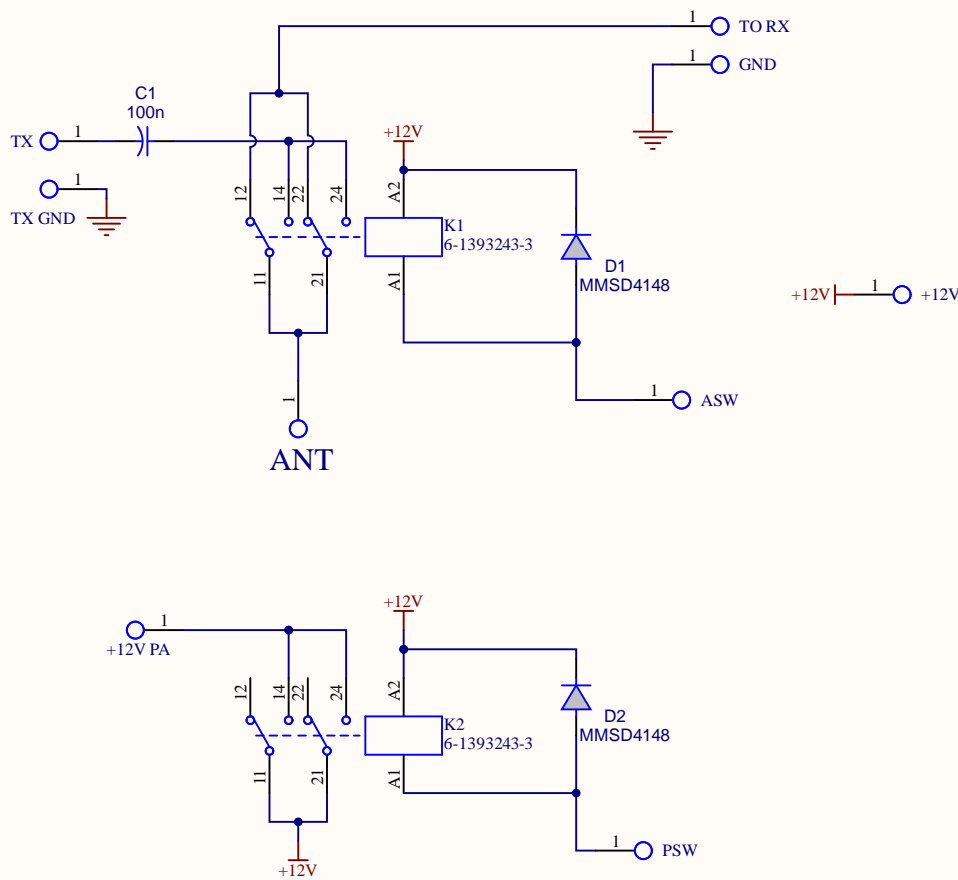 1
TO RX
1
GND
C1
100n
TX
1
1
TX GND
+12V
12
14
22
24
A2
K1
6-1393243-3
11
21
A1
D1
MMSD4148
+12V
1
+12V
1
ASW
1
ANT
+12V
1
+12V PA
12
14
22
24
A2
K2
6-1393243-3
11
21
A1
D2
MMSD4148
1
PSW
+12V